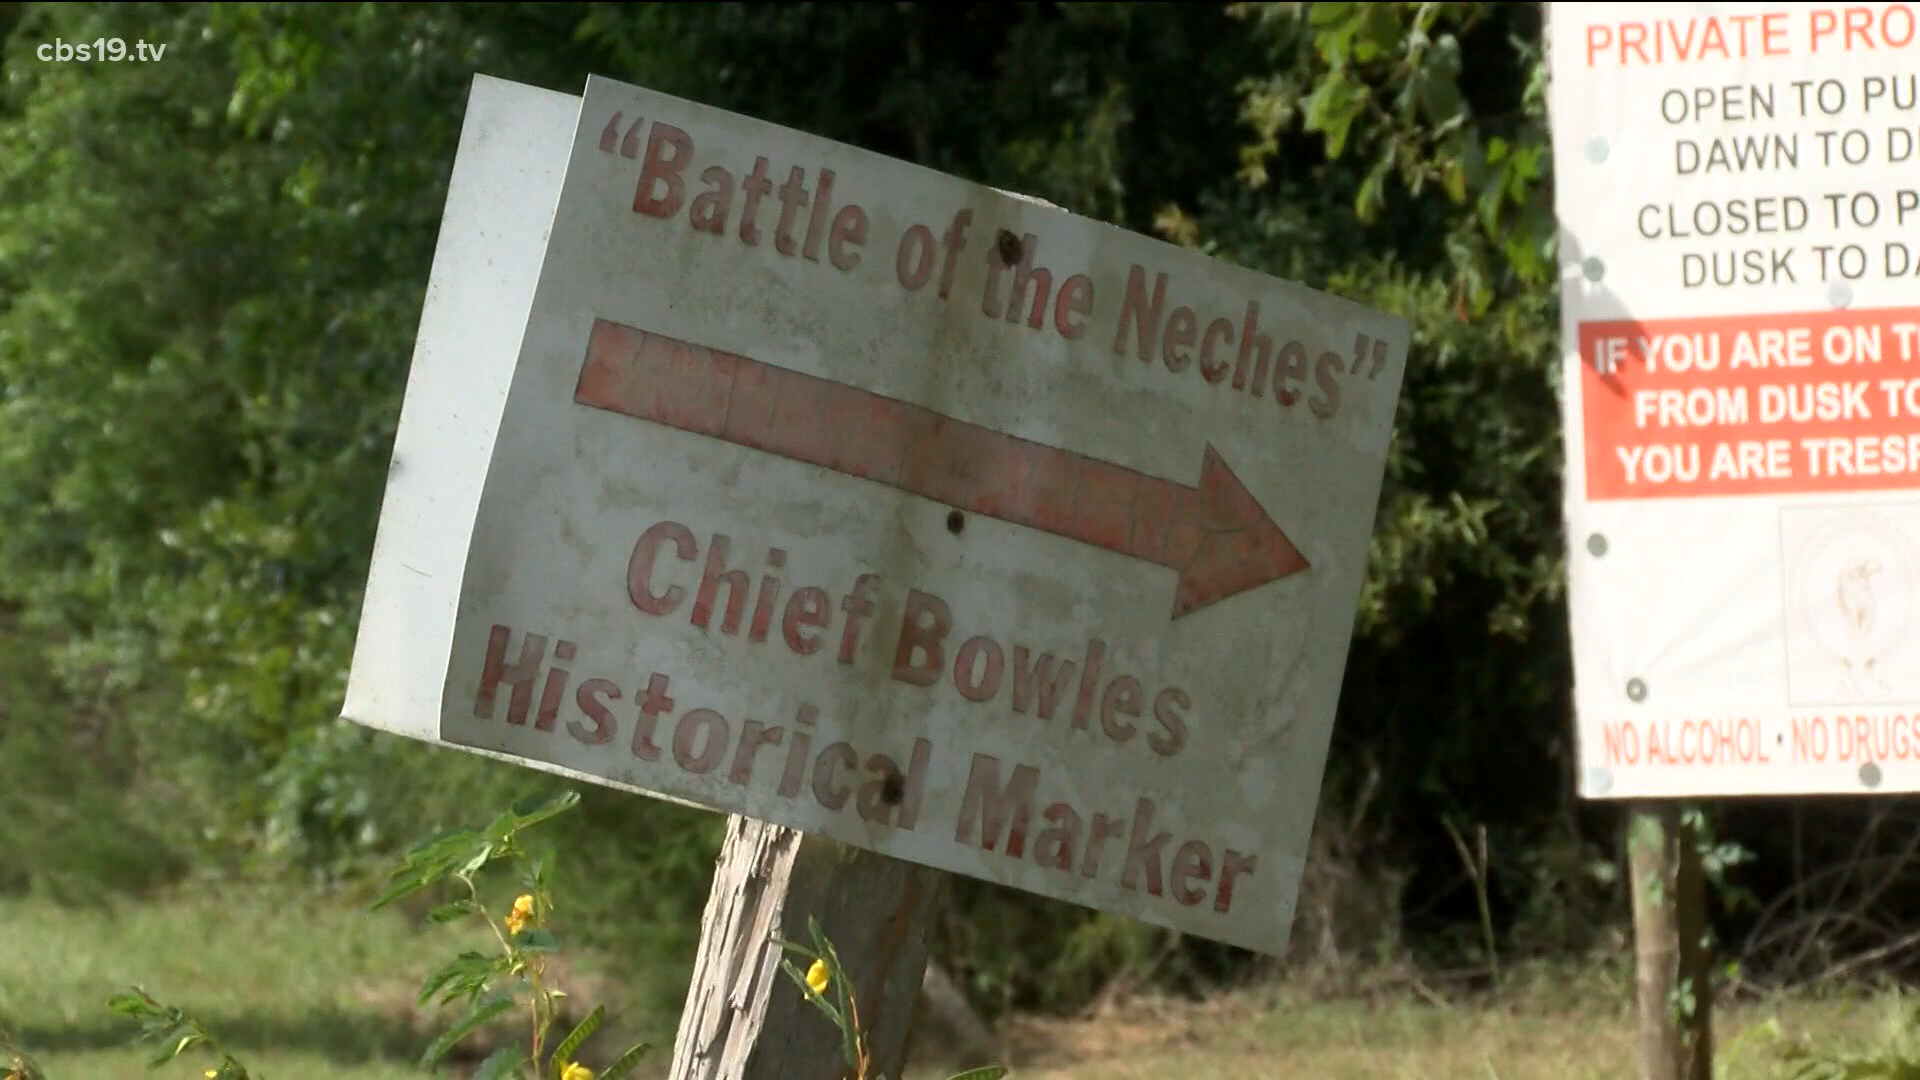 cbs19.tv
“Battle of the Neches”
Chief Bowles
Historical Marker
PRIVATE PRO
OPEN TO PU
DAWN TO D
CLOSED TO P
DUSK TO DA
IF YOU ARE ON T
FROM DUSK TO
YOU ARE TRESP
NO ALCOHOL • NO DRUGS